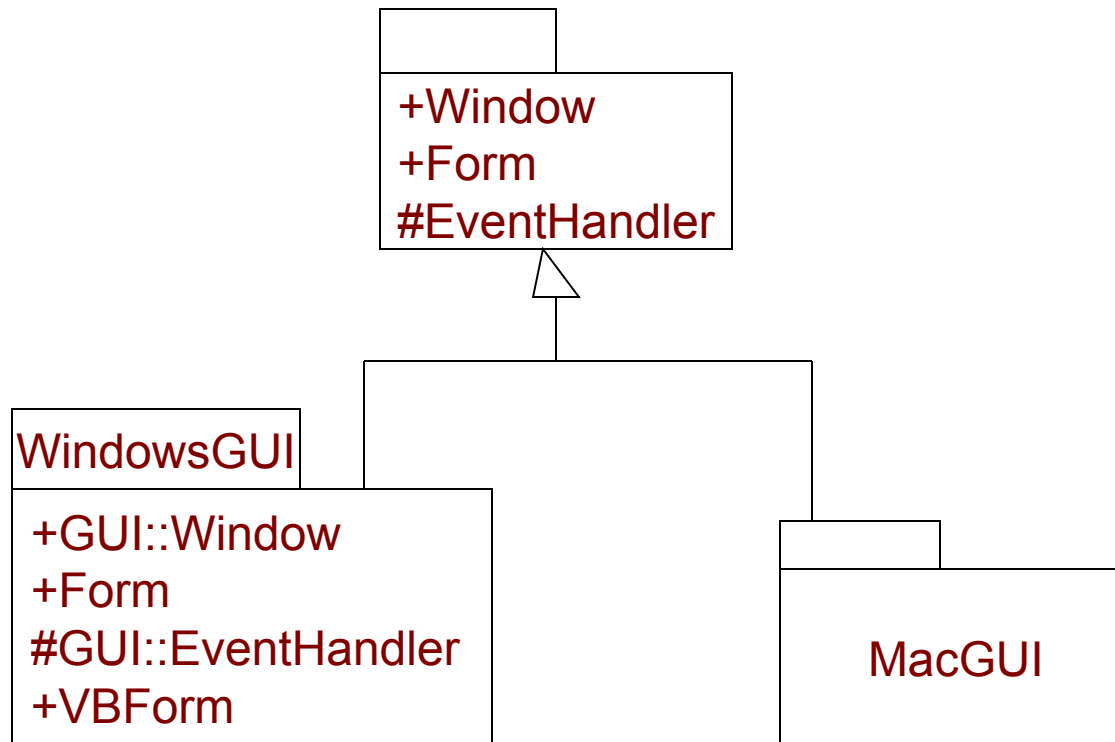 +Window
+Form
#EventHandler
WindowsGUI
+GUI::Window
+Form
#GUI::EventHandler
+VBForm
MacGUI